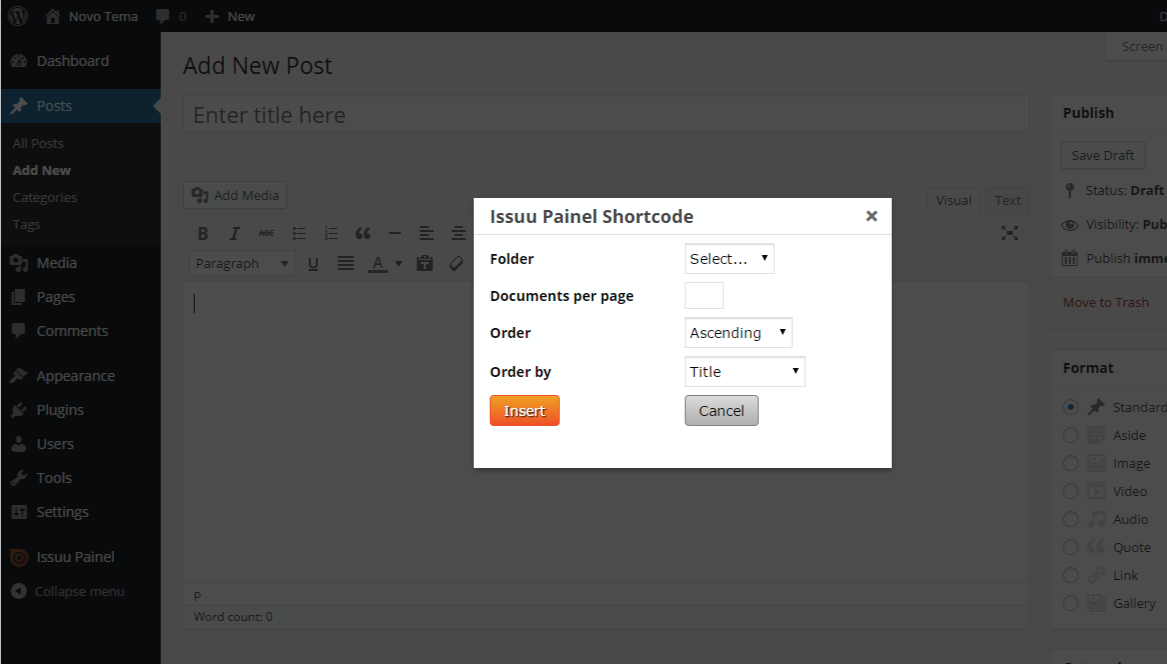 Novo Tema 0 New
Screen
Dashboard
Posts
All Posts
Add New
Categories
Tags
Media
Pages
Comments
Appearance
Plugins
Users
Tools
Settings
Issuu Painel
Collapse menu
Add New Post
Enter title here
Add Media
Visual Text
B I ABC
Paragraph U A
p
Word count: 0
Issuu Painel Shortcode ×
Folder Select...
Documents per page
Order Ascending
Order by Title
Insert Cancel
Publish
Save Draft
Status: Draft
Visibility: Pub
Publish imme
Move to Trash
Format
Standard
Aside
Image
Video
Audio
Quote
Link
Gallery